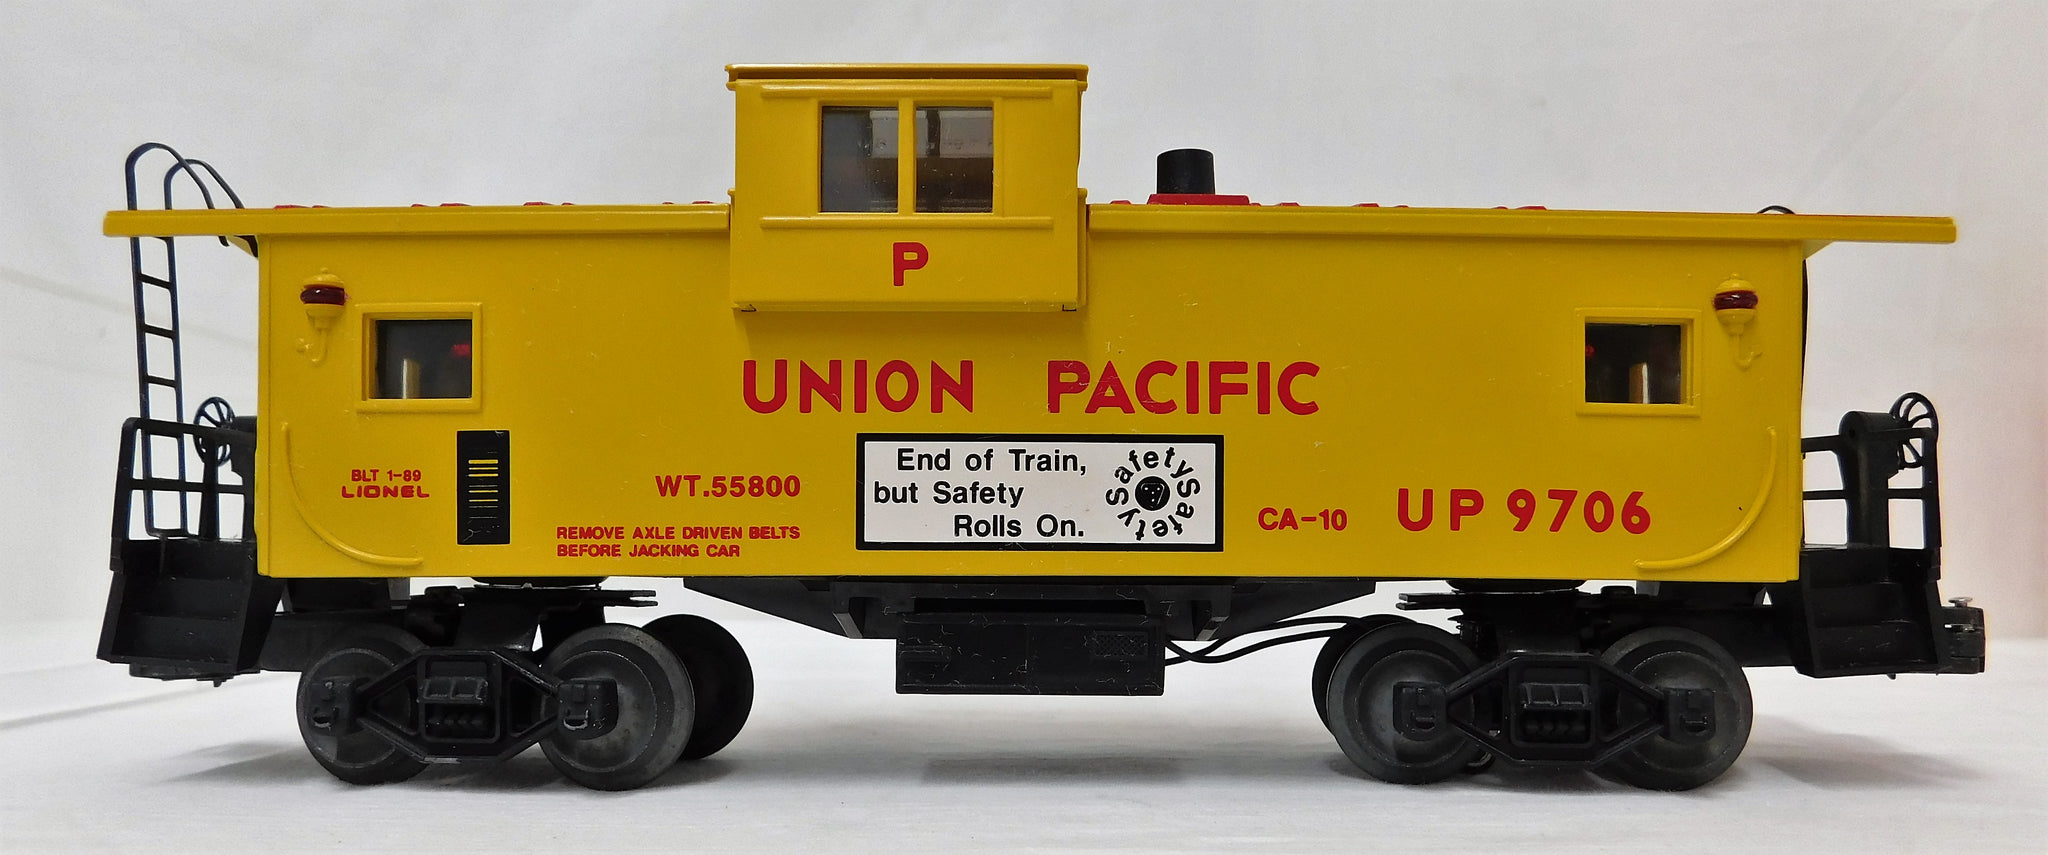 P
UNION PACIFIC
BLT 1-89
LIONEL
WT.55800
REMOVE AXLE DRIVEN BELTS
BEFORE JACKING CAR
End of Train,
but Safety
Rolls On.
Safety Safety
CA-10
UP 9706